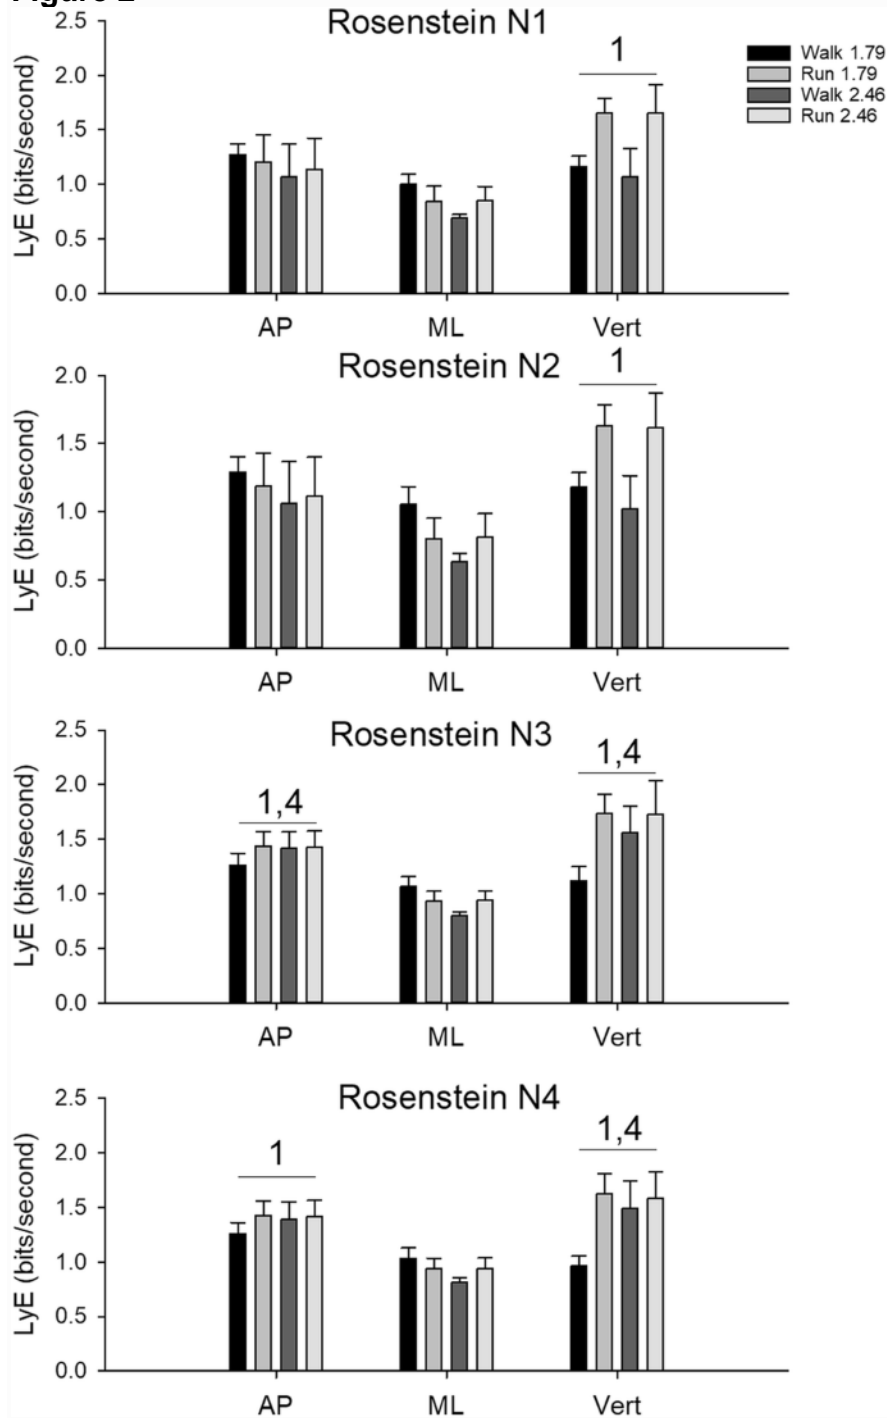 Figure 2
Rosenstein N1
2.5
2.0
1.5
1.0
0.5
0.0
LyE (bits/second)
1
Walk 1.79
Run 1.79
Walk 2.46
Run 2.46
AP ML Vert
Rosenstein N2
2.0
1.5
1.0
0.5
0.0
LyE (bits/second)
1
AP ML Vert
Rosenstein N3
2.5
2.0
1.5
1.0
0.5
0.0
LyE (bits/second)
1,4
1,4
AP ML Vert
Rosenstein N4
2.5
2.0
1.5
1.0
0.5
0.0
LyE (bits/second)
1
1,4
AP ML Vert